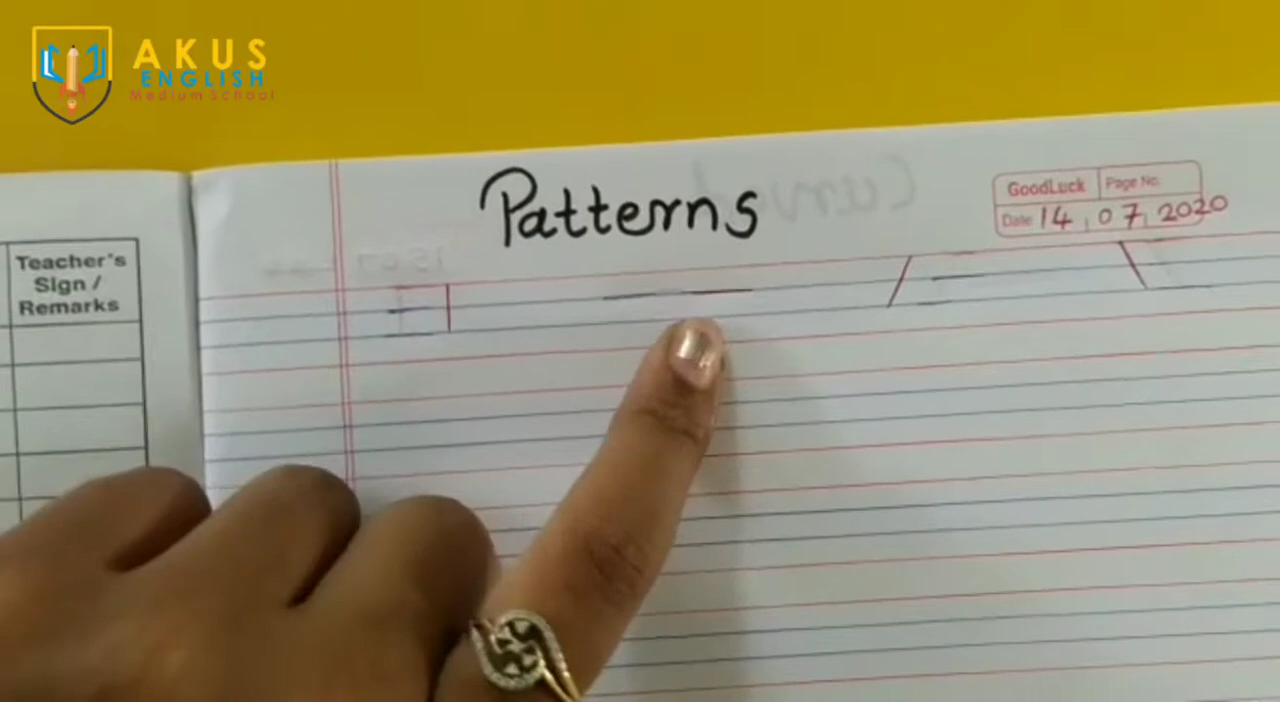 AKUS
ENGLISH
Medium School
Patterns
GoodLuck Page No.
Date 14, 07, 2020
Teacher's
Sign /
Remarks